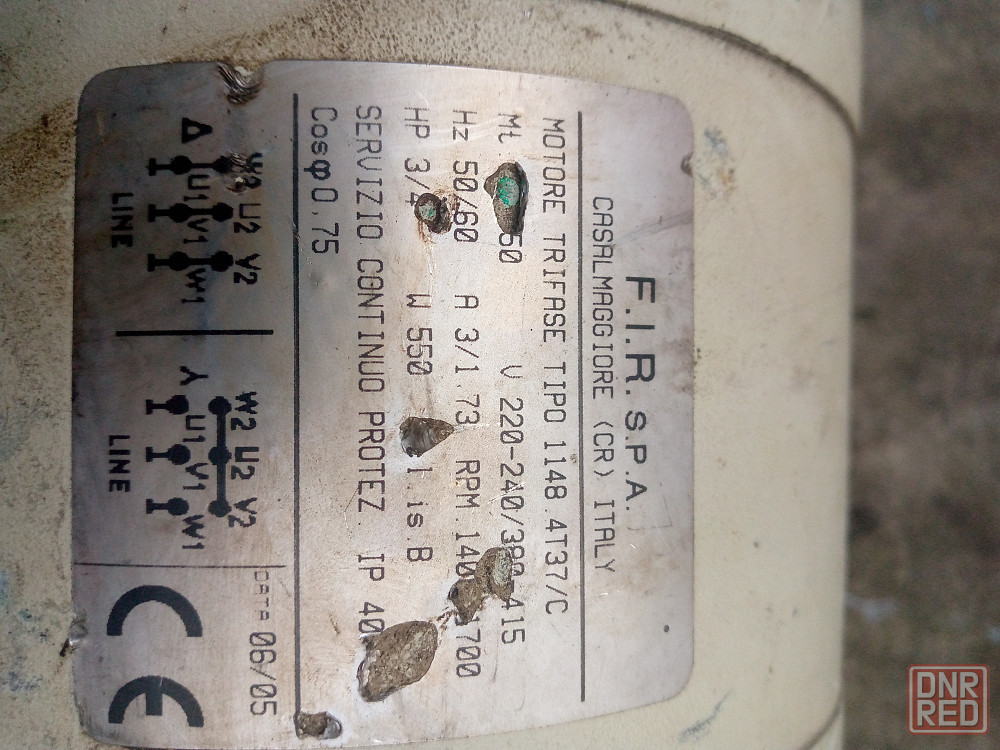 F.I.R. S.P.A.
CASALMAGGIORE (CR) ITALY
MOTORE TRIFASE TIPO 1148.4T37/C
Mt. 50 V 220-240/380-415
Hz 50/60 A 3/1.73 RPM. 140 1700
HP 3/4 W 550 is.B
SERVIZIO CONTINUO PROTEZ. IP 40
Cosφ 0.75
DATA 06/05
Δ W2 U2 V2
U1 V1 W1
LINE
Y W2 U2 V2
U1 V1 W1
LINE
CE
DNR
RED